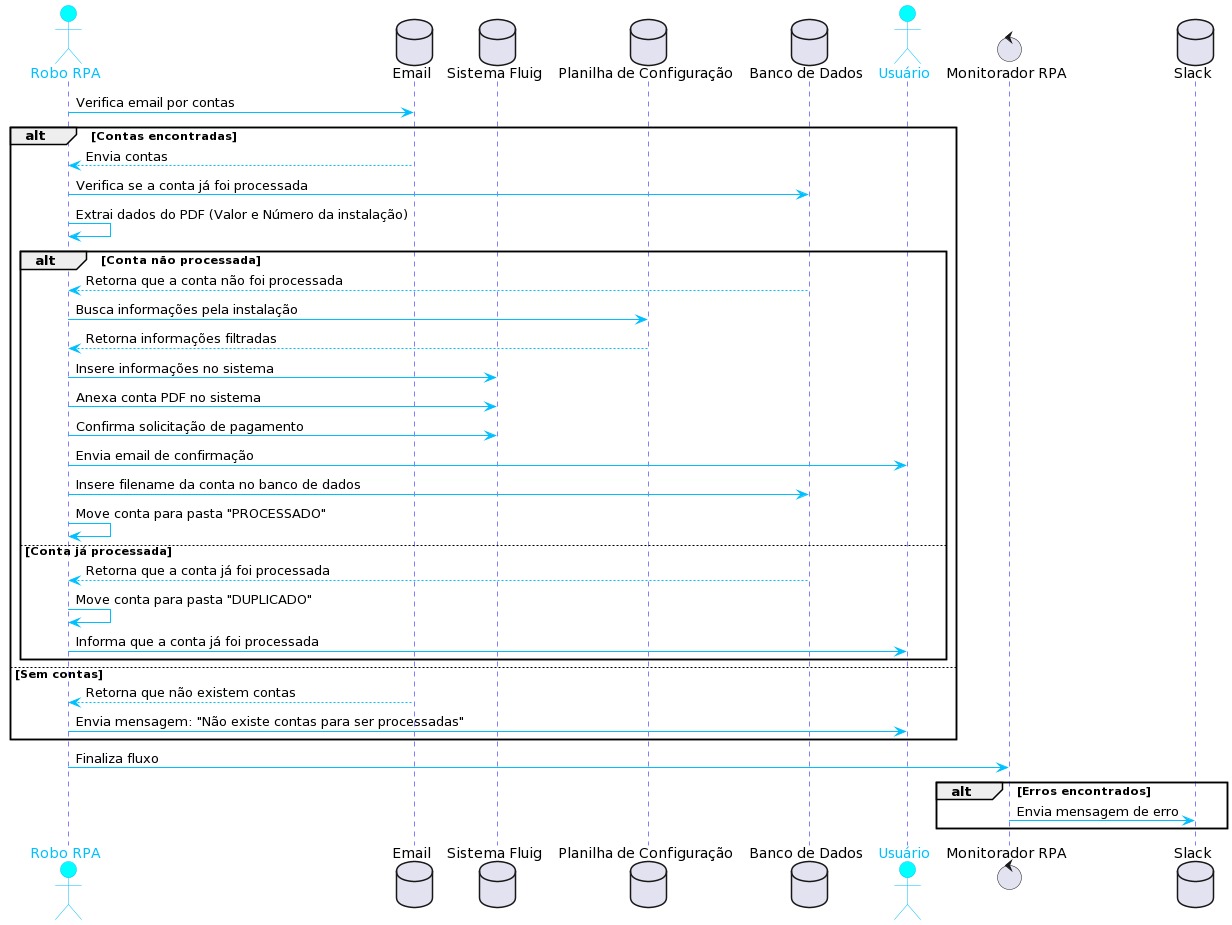 Robo RPA Email Sistema Fluig Planilha de Configuração Banco de Dados Usuário Monitorador RPA Slack
Verifica email por contas
alt [Contas encontradas]
Envia contas
Verifica se a conta já foi processada
Extrai dados do PDF (Valor e Número da instalação)
alt [Conta não processada]
Retorna que a conta não foi processada
Busca informações pela instalação
Retorna informações filtradas
Insere informações no sistema
Anexa conta PDF no sistema
Confirma solicitação de pagamento
Envia email de confirmação
Insere filename da conta no banco de dados
Move conta para pasta "PROCESSADO"
[Conta já processada]
Retorna que a conta já foi processada
Move conta para pasta "DUPLICADO"
Informa que a conta já foi processada
[Sem contas]
Retorna que não existem contas
Envia mensagem: "Não existe contas para ser processadas"
Finaliza fluxo
alt [Erros encontrados]
Envia mensagem de erro
Robo RPA Email Sistema Fluig Planilha de Configuração Banco de Dados Usuário Monitorador RPA Slack